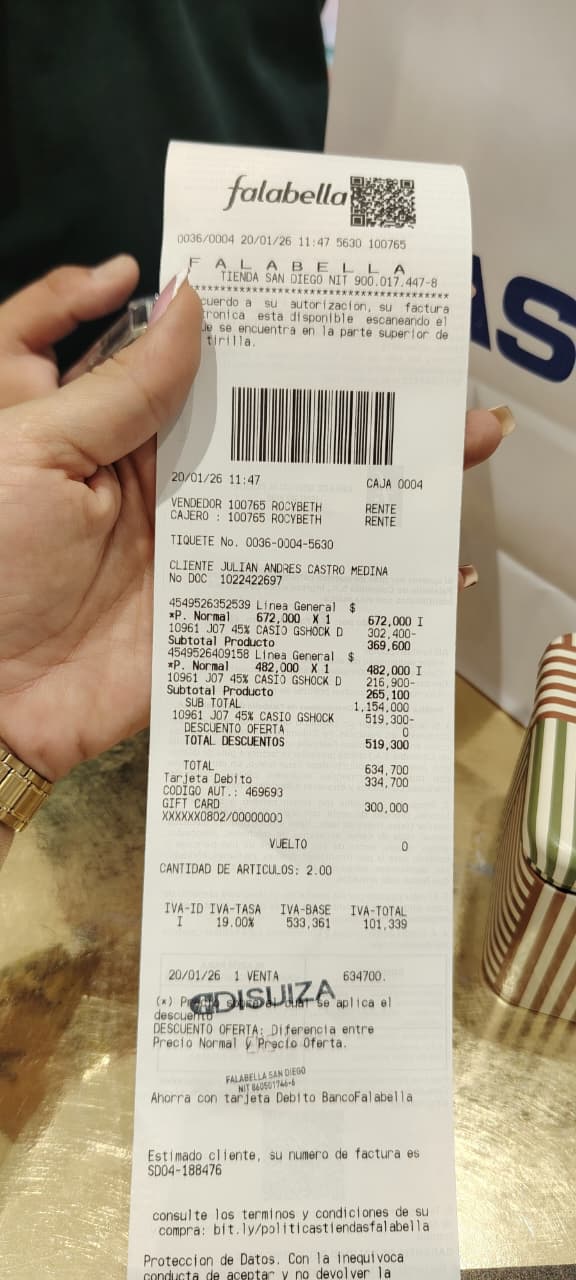 falabella
0036/0004 20/01/26 11:47 5630 100765
F A L A B E L L A
TIENDA SAN DIEGO NIT 900.017.447-8
**************************************
cuerdo a su autorizacion, su factura
tronica esta disponible escaneando el
ue se encuentra en la parte superior de
tirilla.
20/01/26 11:47 CAJA 0004
VENDEDOR 100765 ROCYBETH RENTE
CAJERO : 100765 ROCYBETH RENTE
TIQUETE No. 0036-0004-5630
CLIENTE JULIAN ANDRES CASTRO MEDINA
No DOC 1022422697
4549526352539 Linea General $
*P. Normal 672,000 X 1 672,000 I
10961 J07 45% CASIO GSHOCK D 302,400-
Subtotal Producto 369,600
4549526409158 Linea General $
*P. Normal 482,000 X 1 482,000 I
10961 J07 45% CASIO GSHOCK D 216,900-
Subtotal Producto 265,100
SUB TOTAL 1,154,000
10961 J07 45% CASIO GSHOCK 519,300-
DESCUENTO OFERTA 0
TOTAL DESCUENTOS 519,300
TOTAL 634,700
Tarjeta Debito 334,700
CODIGO AUT.: 469693
GIFT CARD 300,000
XXXXXX0802/00000000
VUELTO 0
CANTIDAD DE ARTICULOS: 2.00
IVA-ID IVA-TASA IVA-BASE IVA-TOTAL
I 19.00% 533,361 101,339
20/01/26 1 VENTA 634700.
DISUIZA
(*) Precio sobre el cual se aplica el
descuento
DESCUENTO OFERTA: Diferencia entre
Precio Normal y Precio Oferta.
FALABELLA SAN DIEGO
NIT 860501746-6
Ahorra con tarjeta Debito BancoFalabella
Estimado cliente, su numero de factura es
SD04-188476
consulte los terminos y condiciones de su
compra: bit.ly/politicastiendasfalabella
Proteccion de Datos. Con la inequivoca
conducta de aceptar y no devolver la
AS